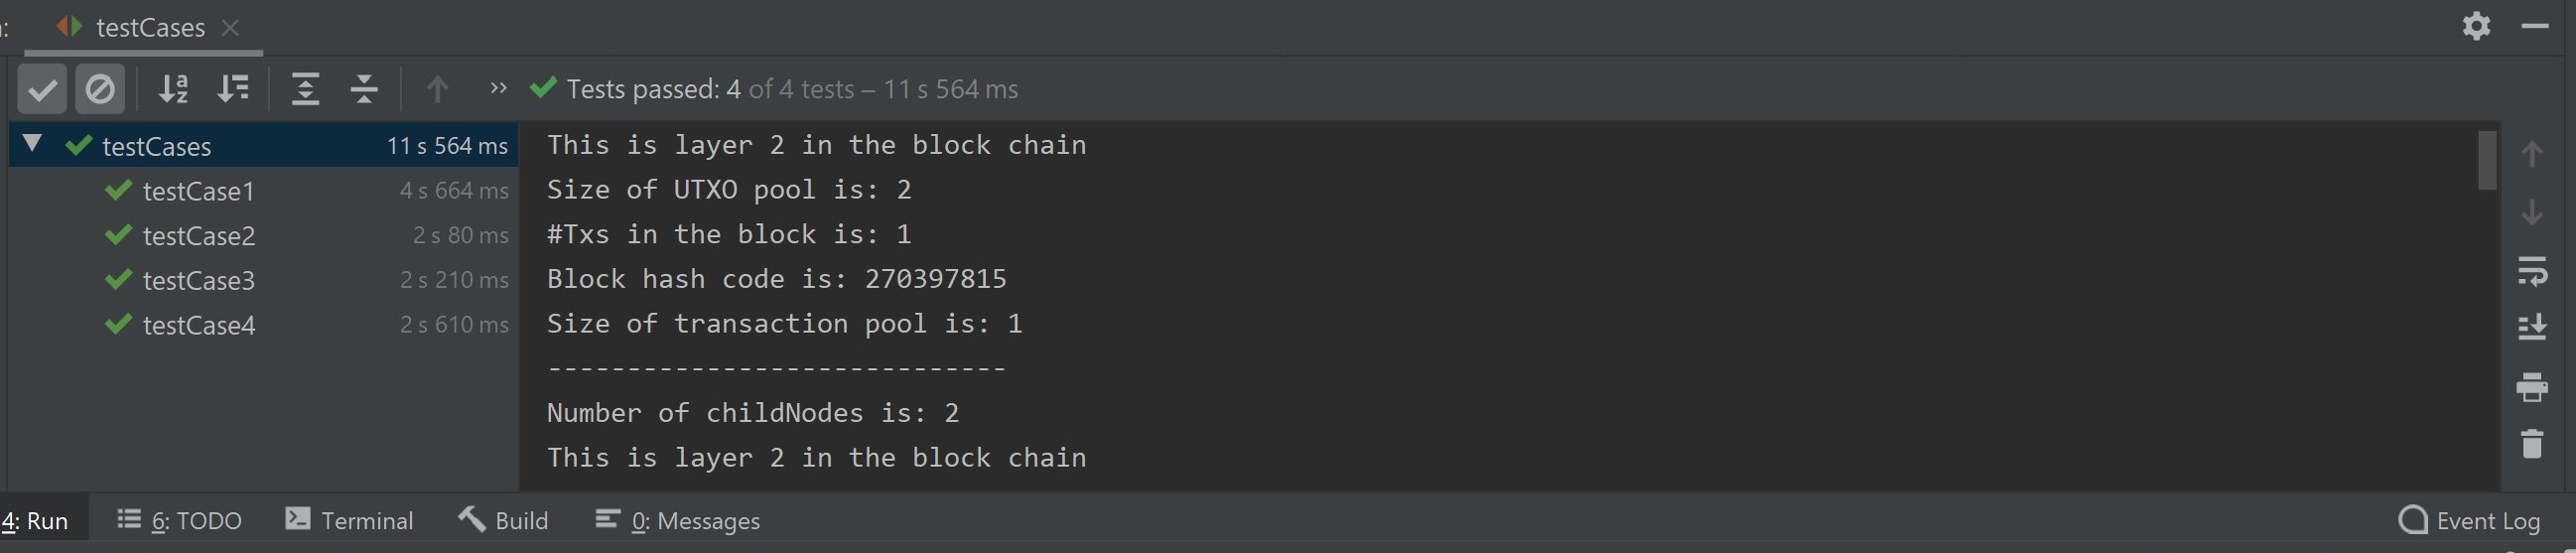 testCases
Tests passed: 4 of 4 tests – 11 s 564 ms
testCases 11 s 564 ms
testCase1 4 s 664 ms
testCase2 2 s 80 ms
testCase3 2 s 210 ms
testCase4 2 s 610 ms
This is layer 2 in the block chain
Size of UTXO pool is: 2
#Txs in the block is: 1
Block hash code is: 270397815
Size of transaction pool is: 1
-----------------------------
Number of childNodes is: 2
This is layer 2 in the block chain
4: Run 6: TODO Terminal Build 0: Messages Event Log